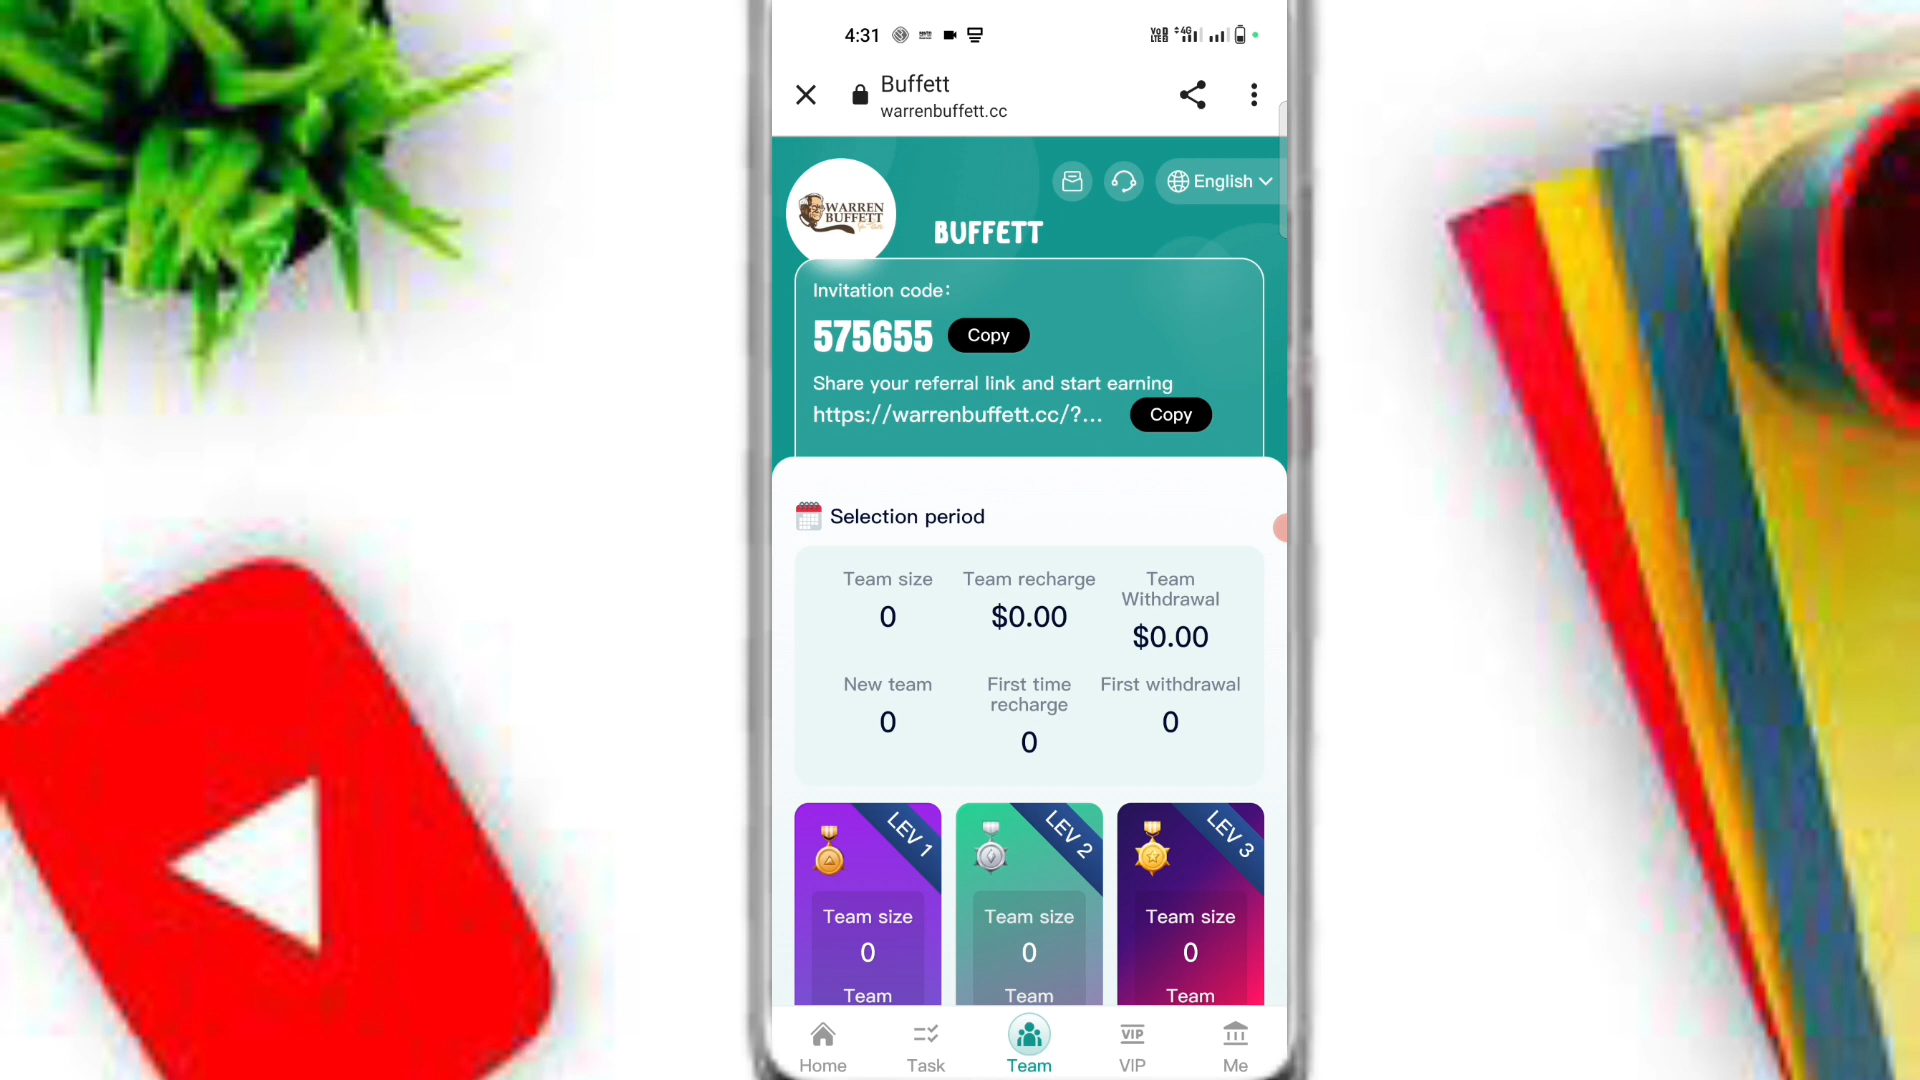 4:31
VoD 4G
LTE2
Buffett
warrenbuffett.cc
English
WARREN
BUFFETT
BUFFETT
Invitation code:
575655 Copy
Share your referral link and start earning
https://warrenbuffett.cc/?... Copy
Selection period
Team size Team recharge Team
Withdrawal
0 $0.00 $0.00
New team First time
recharge First withdrawal
0 0 0
LEV 1 LEV 2 LEV 3
Team size Team size Team size
0 0 0
Team Team Team
VIP
Home Task Team VIP Me